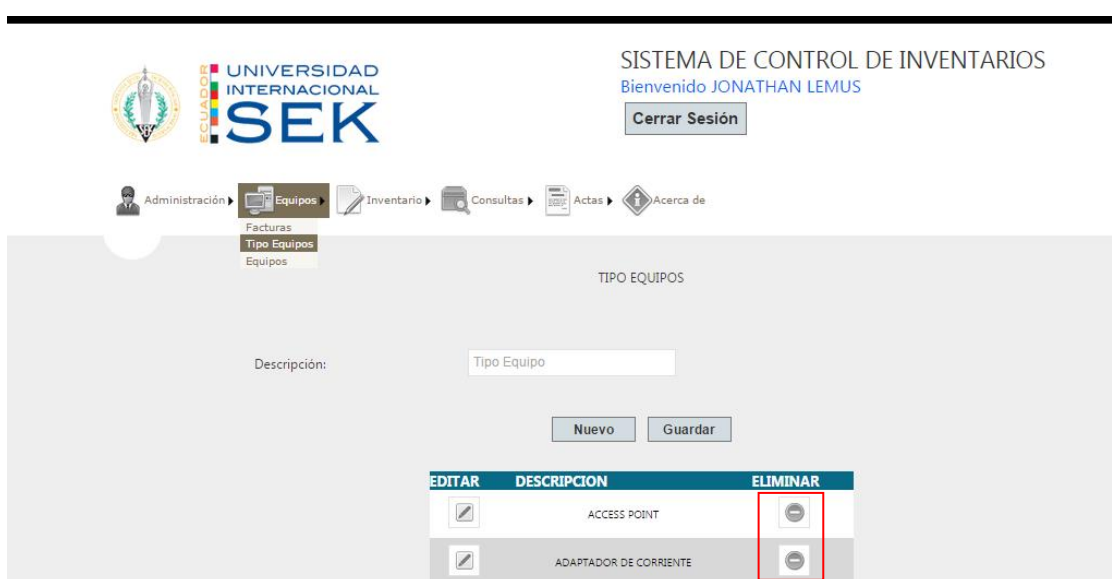 ECUADOR
UNIVERSIDAD
INTERNACIONAL
SEK
SISTEMA DE CONTROL DE INVENTARIOS
Bienvenido JONATHAN LEMUS
Cerrar Sesión
Administración Equipos Inventario Consultas Actas Acerca de
Facturas
Tipo Equipos
Equipos
TIPO EQUIPOS
Descripción: Tipo Equipo
Nuevo Guardar
EDITAR DESCRIPCION ELIMINAR
ACCESS POINT
ADAPTADOR DE CORRIENTE